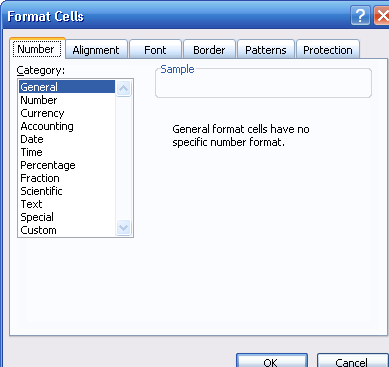 Format Cells
Number Alignment Font Border Patterns Protection
Category:
Sample
General
Number
Currency
Accounting
Date
Time
Percentage
Fraction
Scientific
Text
Special
Custom
General format cells have no
specific number format.
OK Cancel